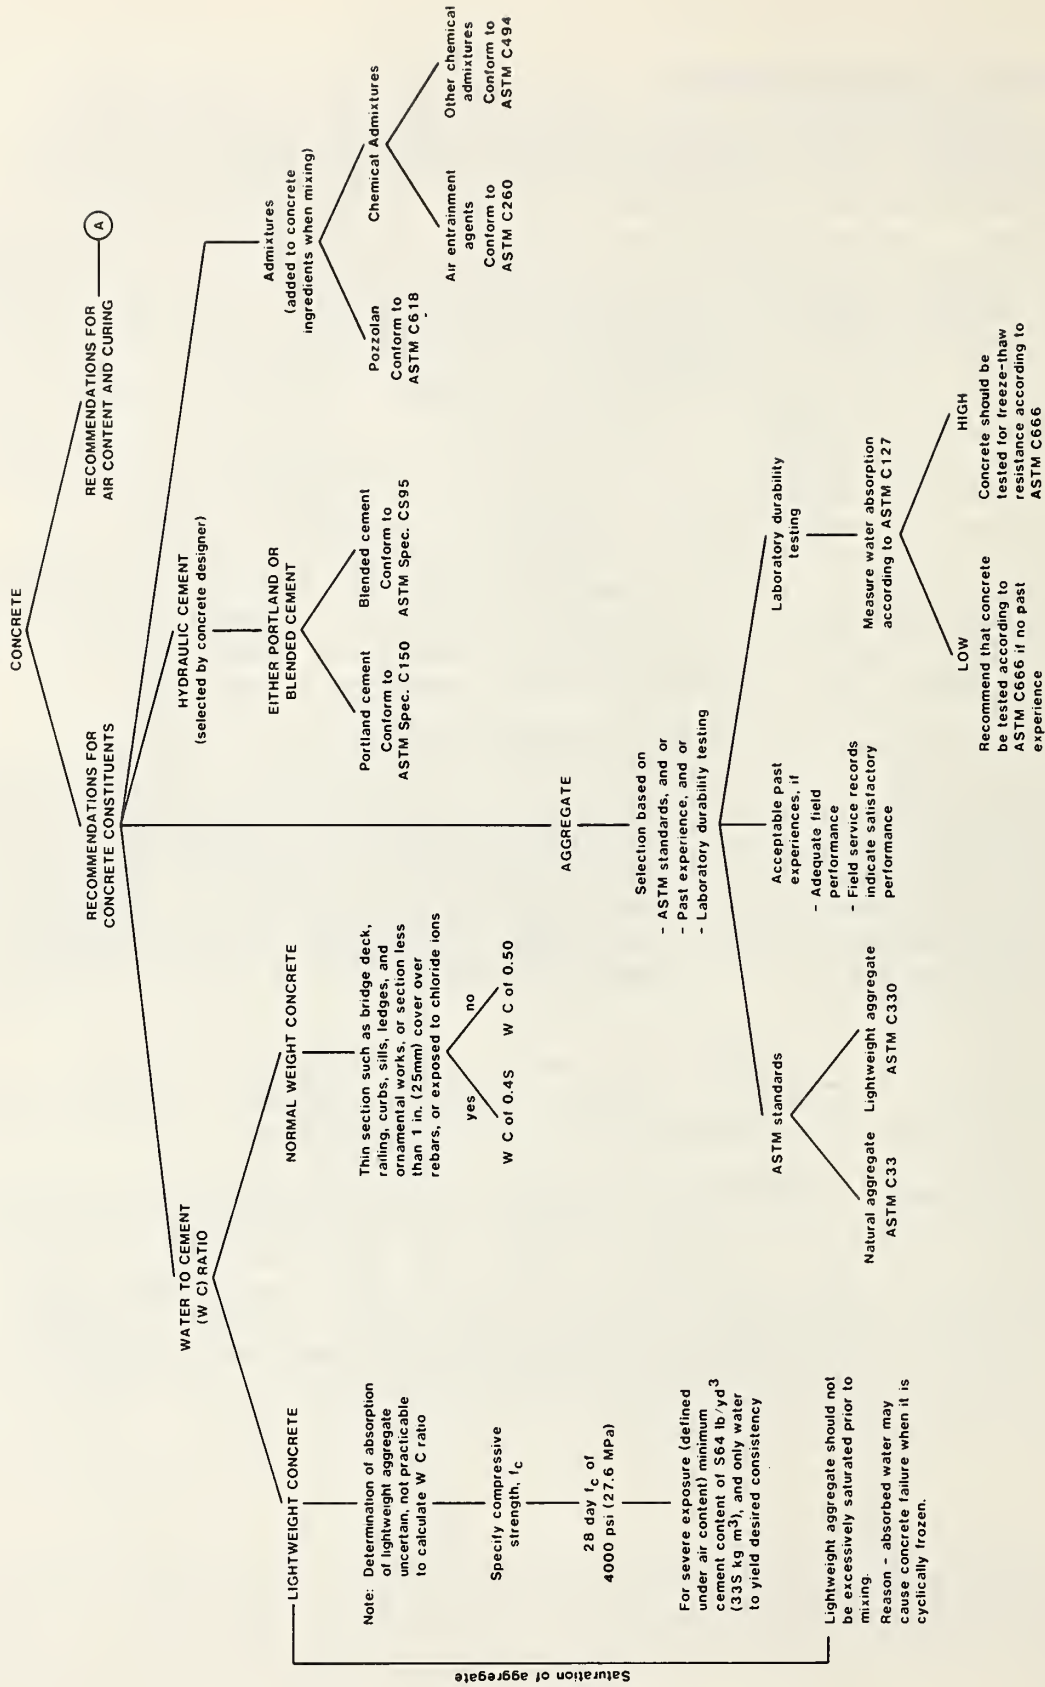 CONCRETE
RECOMMENDATIONS FOR
CONCRETE CONSTITUENTS
RECOMMENDATIONS FOR
AIR CONTENT AND CURING
A
WATER TO CEMENT
(W C) RATIO
HYDRAULIC CEMENT
(selected by concrete designer)
Admixtures
(added to concrete
ingredients when mixing)
LIGHTWEIGHT CONCRETE
Note: Determination of absorption
of lightweight aggregate
uncertain, not practicable
to calculate W C ratio
Specify compressive
strength, fc
28 day fc of
4000 psi (27.6 MPa)
For severe exposure (defined
under air content) minimum
cement content of S64 lb/yd3
(33S kg m3), and only water
to yield desired consistency
Saturation of aggregate
Lightweight aggregate should not
be excessively saturated prior to
mixing.
Reason - absorbed water may
cause concrete failure when it is
cyclically frozen.
NORMAL WEIGHT CONCRETE
Thin section such as bridge deck,
railing, curbs, sills, ledges, and
ornamental works, or section less
than 1 in. (25mm) cover over
rebars, or exposed to chloride ions
yes
no
W C of 0.4S
W C of 0.50
EITHER PORTLAND OR
BLENDED CEMENT
Portland cement
Conform to
ASTM Spec. C150
Blended cement
Conform to
ASTM Spec. CS95
Pozzolan
Conform to
ASTM C618
Chemicat Admixtures
Air entrainment
agents
Conform to
ASTM C260
Other chemical
admixtures
Conform to
ASTM C494
AGGREGATE
Selection based on
- ASTM standards, and or
- Past experience, and or
- Laboratory durability testing
ASTM standards
Natural aggregate
ASTM C33
Lightweight aggregate
ASTM C330
Acceptable past
experiences, if
- Adequate field
performance
- Field service records
indicate satisfactory
performance
Laboratory durability
testing
Measure water absorption
according to ASTM C127
LOW
Recommend that concrete
be tested according to
ASTM C666 if no past
experience
HIGH
Concrete should be
tested for freeze-thaw
resistance according to
ASTM C666